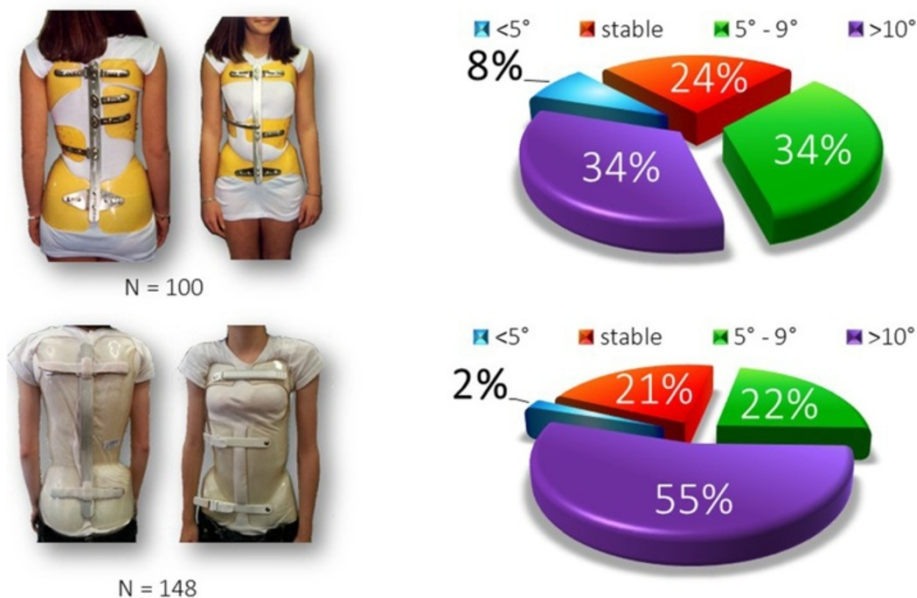 <5° stable 5° - 9° >10°
8%
24%
34%
34%
N = 100
<5° stable 5° - 9° >10°
2%
21%
22%
55%
N = 148